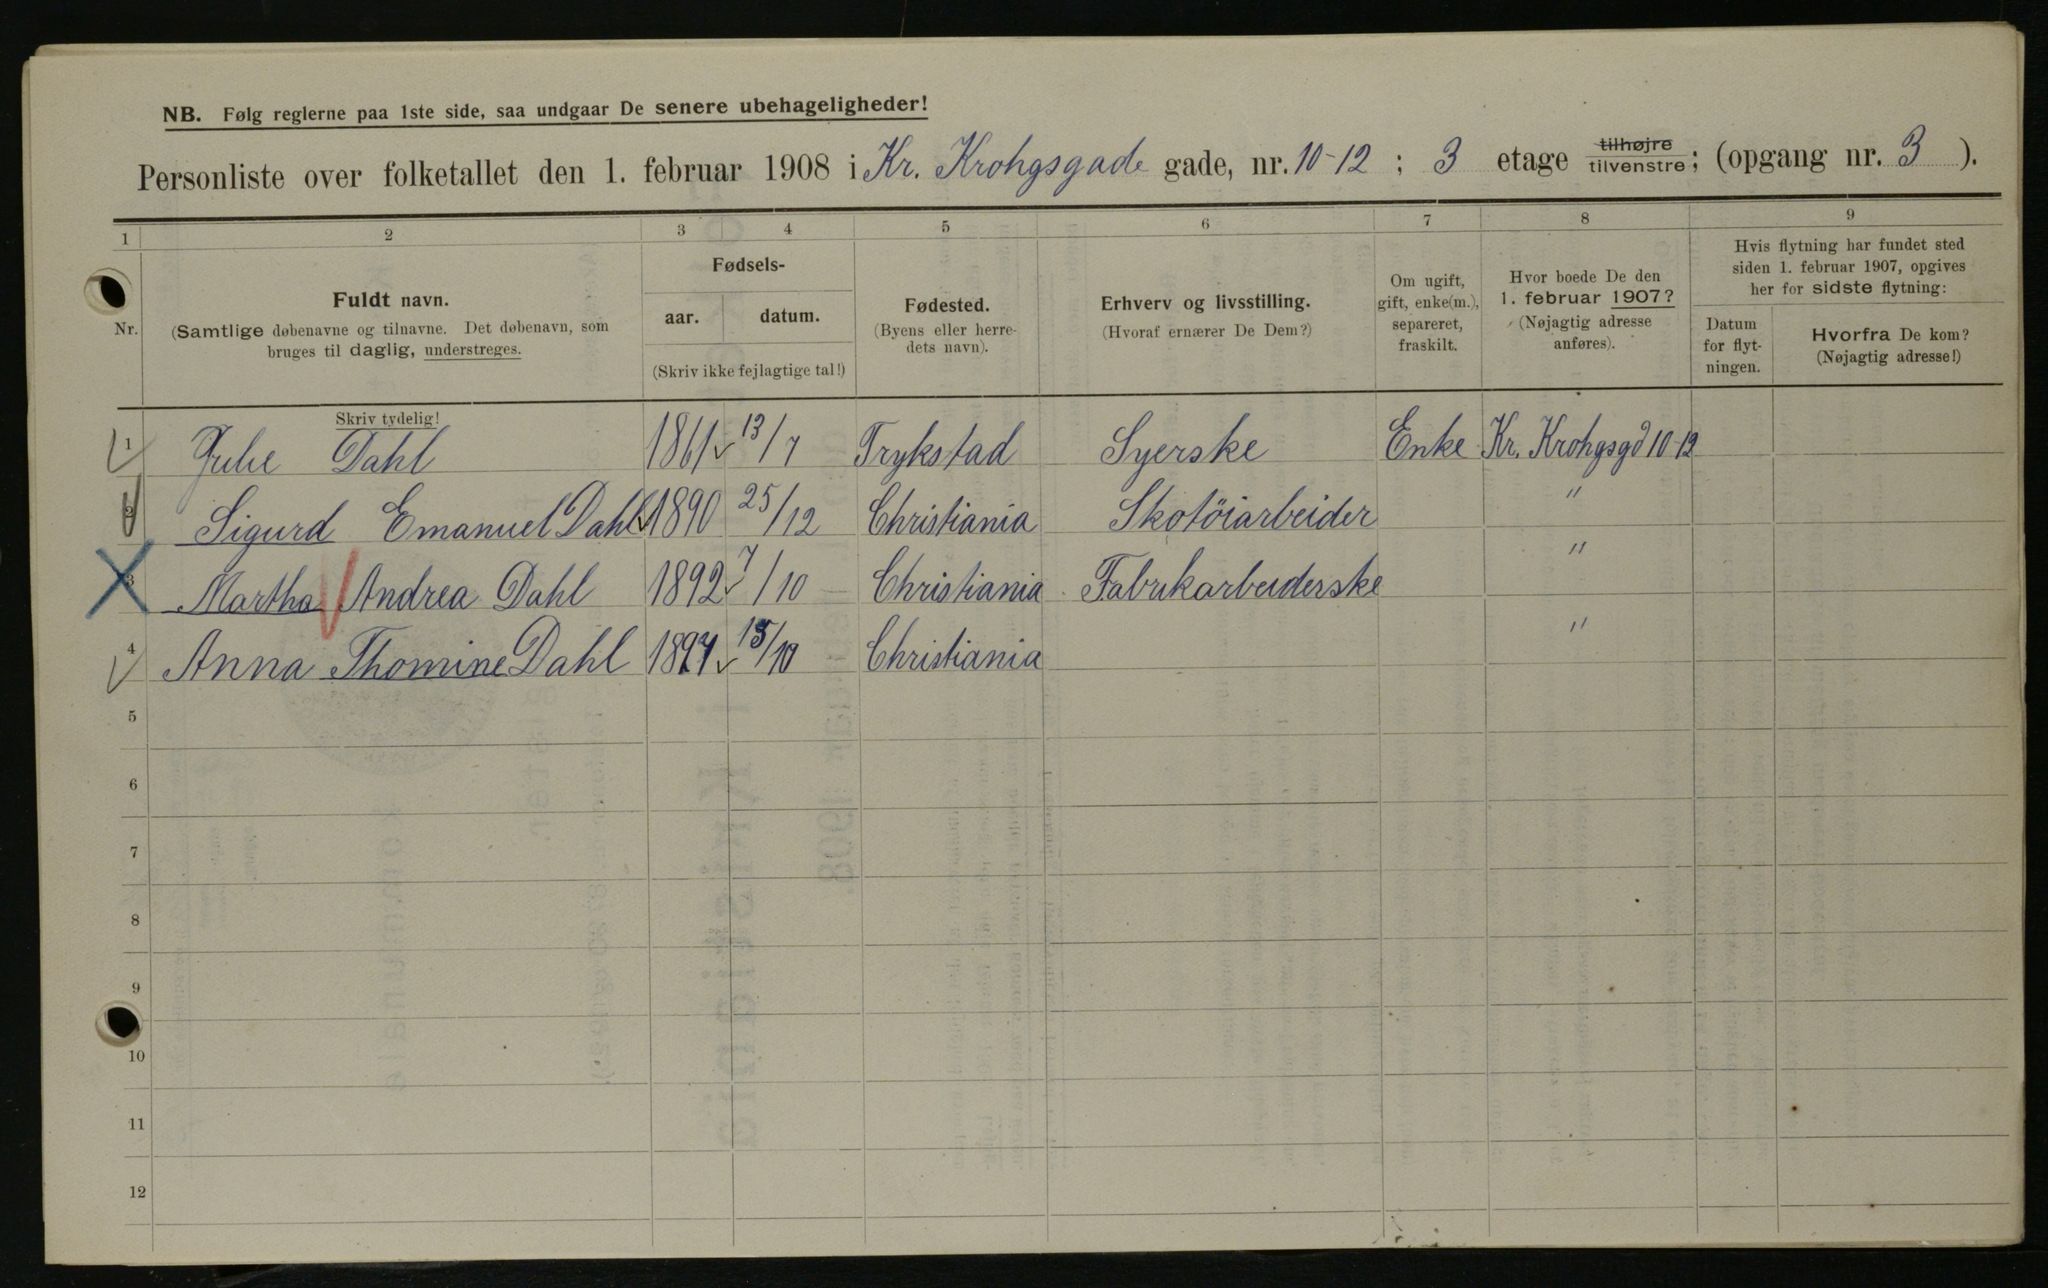 NB. Følg reglerne paa 1ste side, saa undgaar De senere ubehageligheder!
Personliste over folketallet den 1. februar 1908 i Kr. Krohgsgade gade, nr. 10-12 ; 3 etage tilhøjre tilvenstre; (opgang nr. 3 ).
1 2 3 4 5 6 7 8 9
Nr.
Fuldt navn.
(Samtlige døbenavne og tilnavne. Det døbenavn, som
bruges til daglig, understreges.
Skriv tydelig!
Fødsels-
aar. datum.
(Skriv ikke fejlagtige tal!)
Fødested.
(Byens eller herre-
dets navn).
Erhverv og livsstilling.
(Hvoraf ernærer De Dem?)
Om ugift,
gift, enke(m.),
separeret,
fraskilt.
Hvor boede De den
1. februar 1907?
(Nøjagtig adresse
anføres).
Hvis flytning har fundet sted
siden 1. februar 1907, opgives
her for sidste flytning:
Datum
for flyt-
ningen.
Hvorfra De kom?
(Nøjagtig adresse!)
1 Julie Dahl 1861 13/7 Trykstad Syerske Enke Kr. Krohgsgd 10-12
2 Sigurd Emanuel Dahl 1890 25/12 Christiania Skotöiarbeider "
3 Martha Andrea Dahl 1892 7/10 Christiania Fabrikarbeiderske "
4 Anna Thomine Dahl Christiania "
5
6
7
8
9
10
11
12